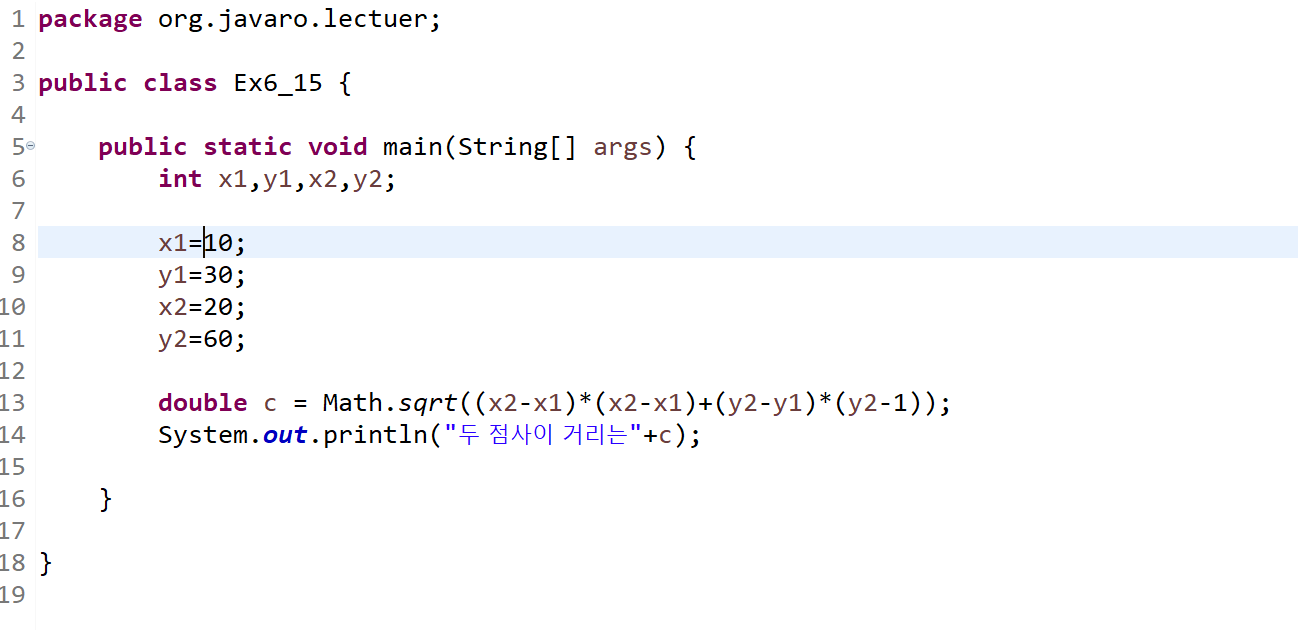 1 package org.javaro.lectuer;
2
3 public class Ex6_15 {
4
5 public static void main(String[] args) {
6 int x1,y1,x2,y2;
7
8 x1=10;
9 y1=30;
10 x2=20;
11 y2=60;
12
13 double c = Math.sqrt((x2-x1)*(x2-x1)+(y2-y1)*(y2-1));
14 System.out.println("두 점사이 거리는"+c);
15
16 }
17
18 }
19